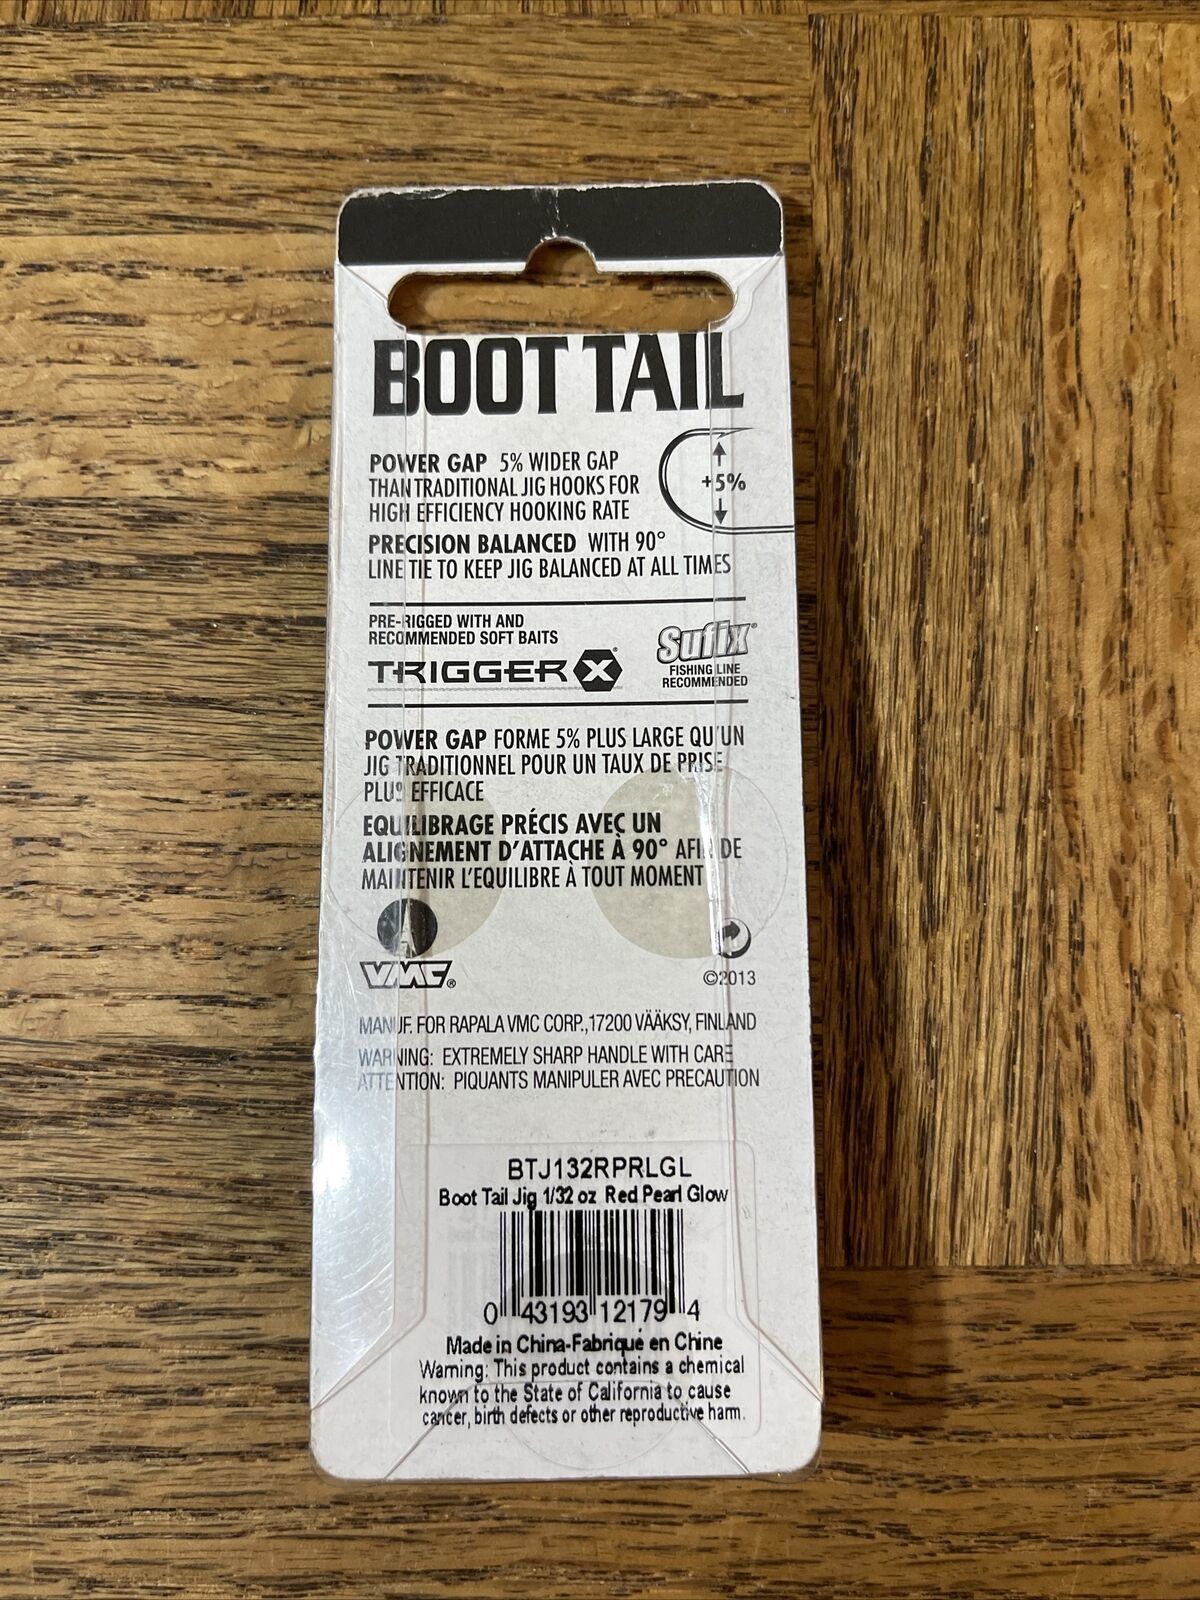 BOOT TAIL
POWER GAP 5% WIDER GAP
THAN TRADITIONAL JIG HOOKS FOR
HIGH EFFICIENCY HOOKING RATE
+5%
PRECISION BALANCED WITH 90°
LINE TIE TO KEEP JIG BALANCED AT ALL TIMES
PRE-RIGGED WITH AND
RECOMMENDED SOFT BAITS
TRIGGER X®
Sufix®
FISHING LINE
RECOMMENDED
POWER GAP FORME 5% PLUS LARGE QU'UN
JIG TRADITIONNEL POUR UN TAUX DE PRISE
PLUS EFFICACE
EQUILIBRAGE PRÉCIS AVEC UN
ALIGNEMENT D'ATTACHE À 90° AFIN DE
MAINTENIR L'EQUILIBRE À TOUT MOMENT
VMC®
©2013
MANUF. FOR RAPALA VMC CORP., 17200 VÄÄKSY, FINLAND
WARNING: EXTREMELY SHARP HANDLE WITH CARE
ATTENTION: PIQUANTS MANIPULER AVEC PRECAUTION
BTJ132RPRLGL
Boot Tail Jig 1/32 oz Red Pearl Glow
0 43193 12179 4
Made in China-Fabriqué en Chine
Warning: This product contains a chemical
known to the State of California to cause
cancer, birth defects or other reproductive harm.